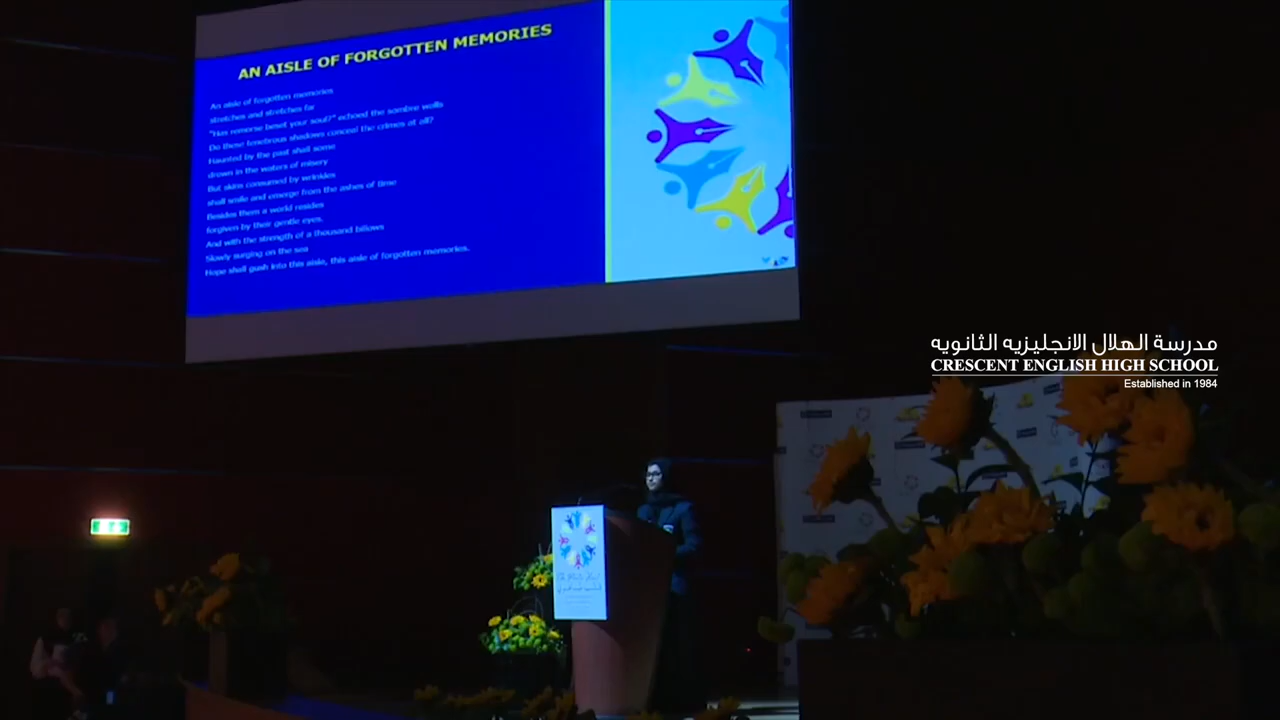 AN AISLE OF FORGOTTEN MEMORIES
An aisle of forgotten memories
stretches and stretches far
"Has remorse beset your soul?" echoed the sombre walls
Do these tenebrous shadows conceal the crimes at all?
Haunted by the past shall some
drown in the waters of misery
But skins consumed by wrinkles
shall smile and emerge from the ashes of time
Besides them a world resides
forgiven by their gentle eyes.
And with the strength of a thousand billows
Slowly surging on the sea
Hope shall gush into this aisle, this aisle of forgotten memories.
مدرسة الهلال الانجليزيه الثانويه
CRESCENT ENGLISH HIGH SCHOOL
Established in 1984